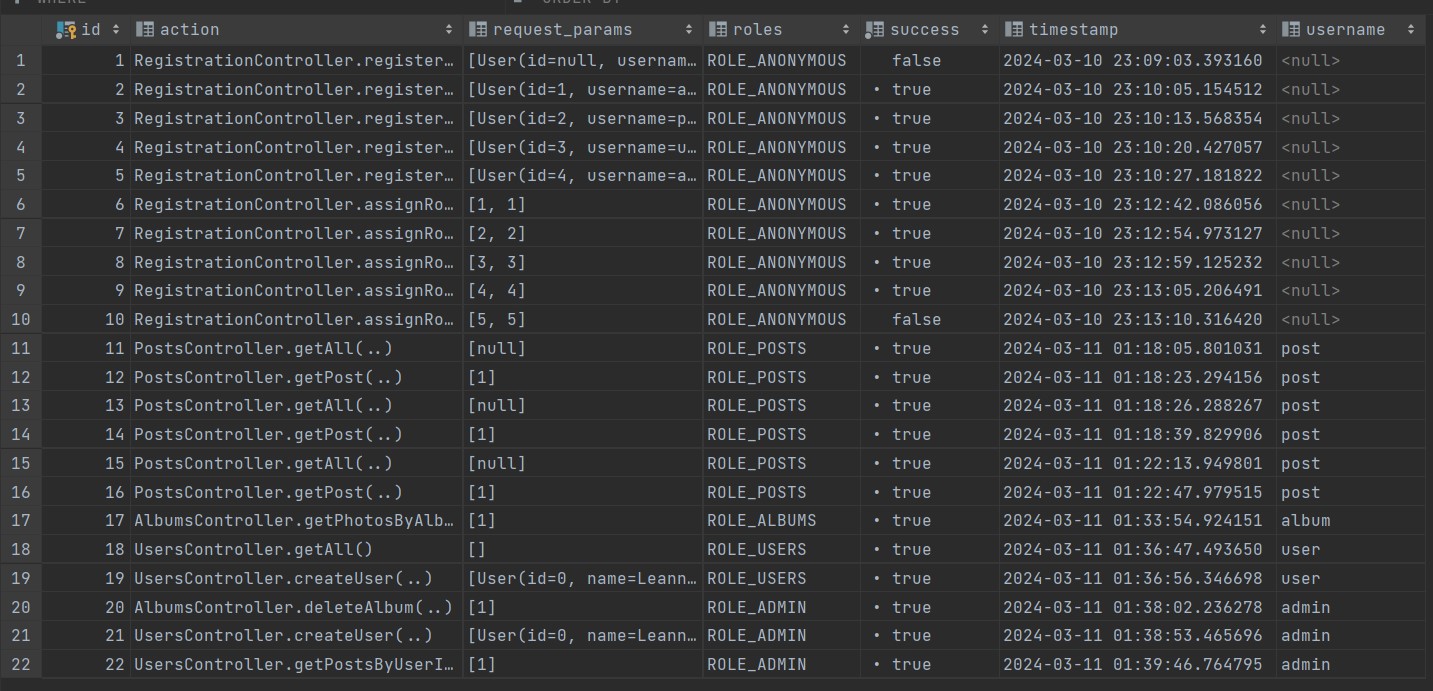 WHERE ORDER BY
id action request_params roles success timestamp username
1 1 RegistrationController.register… [User(id=null, usernam… ROLE_ANONYMOUS false 2024-03-10 23:09:03.393160 <null>
2 2 RegistrationController.register… [User(id=1, username=a… ROLE_ANONYMOUS • true 2024-03-10 23:10:05.154512 <null>
3 3 RegistrationController.register… [User(id=2, username=p… ROLE_ANONYMOUS • true 2024-03-10 23:10:13.568354 <null>
4 4 RegistrationController.register… [User(id=3, username=u… ROLE_ANONYMOUS • true 2024-03-10 23:10:20.427057 <null>
5 5 RegistrationController.register… [User(id=4, username=a… ROLE_ANONYMOUS • true 2024-03-10 23:10:27.181822 <null>
6 6 RegistrationController.assignRo… [1, 1] ROLE_ANONYMOUS • true 2024-03-10 23:12:42.086056 <null>
7 7 RegistrationController.assignRo… [2, 2] ROLE_ANONYMOUS • true 2024-03-10 23:12:54.973127 <null>
8 8 RegistrationController.assignRo… [3, 3] ROLE_ANONYMOUS • true 2024-03-10 23:12:59.125232 <null>
9 9 RegistrationController.assignRo… [4, 4] ROLE_ANONYMOUS • true 2024-03-10 23:13:05.206491 <null>
10 10 RegistrationController.assignRo… [5, 5] ROLE_ANONYMOUS false 2024-03-10 23:13:10.316420 <null>
11 11 PostsController.getAll(..) [null] ROLE_POSTS • true 2024-03-11 01:18:05.801031 post
12 12 PostsController.getPost(..) [1] ROLE_POSTS • true 2024-03-11 01:18:23.294156 post
13 13 PostsController.getAll(..) [null] ROLE_POSTS • true 2024-03-11 01:18:26.288267 post
14 14 PostsController.getPost(..) [1] ROLE_POSTS • true 2024-03-11 01:18:39.829906 post
15 15 PostsController.getAll(..) [null] ROLE_POSTS • true 2024-03-11 01:22:13.949801 post
16 16 PostsController.getPost(..) [1] ROLE_POSTS • true 2024-03-11 01:22:47.979515 post
17 17 AlbumsController.getPhotosByAlb… [1] ROLE_ALBUMS • true 2024-03-11 01:33:54.924151 album
18 18 UsersController.getAll() [] ROLE_USERS • true 2024-03-11 01:36:47.493650 user
19 19 UsersController.createUser(..) [User(id=0, name=Leann… ROLE_USERS • true 2024-03-11 01:36:56.346698 user
20 20 AlbumsController.deleteAlbum(..) [1] ROLE_ADMIN • true 2024-03-11 01:38:02.236278 admin
21 21 UsersController.createUser(..) [User(id=0, name=Leann… ROLE_ADMIN • true 2024-03-11 01:38:53.465696 admin
22 22 UsersController.getPostsByUserI… [1] ROLE_ADMIN • true 2024-03-11 01:39:46.764795 admin